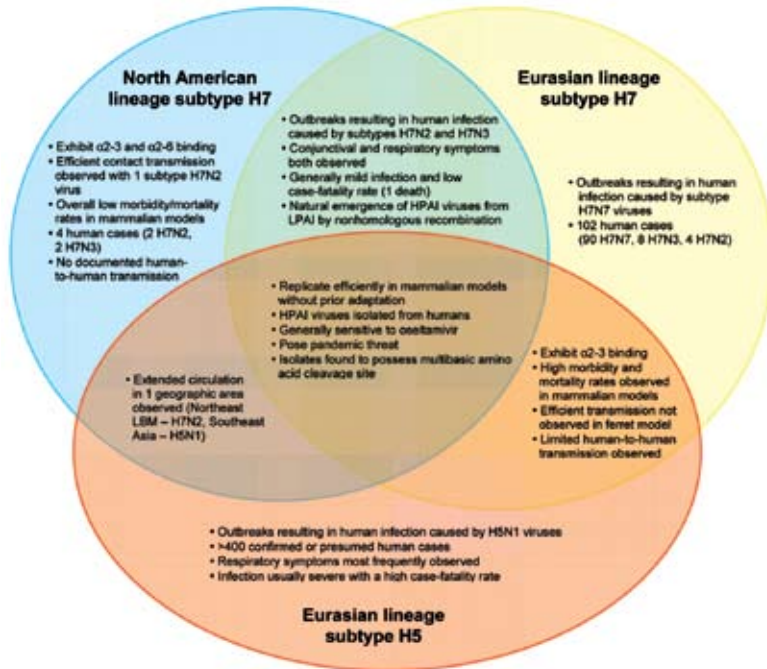 North American
lineage subtype H7
• Exhibit α2-3 and α2-6 binding
• Efficient contact transmission
observed with 1 subtype H7N2
virus
• Overall low morbidity/mortality
rates in mammalian models
• 4 human cases (2 H7N2,
2 H7N3)
• No documented human-
to-human transmission
• Outbreaks resulting in human infection
caused by subtypes H7N2 and H7N3
• Conjunctival and respiratory symptoms
both observed
• Generally mild infection and low
case-fatality rate (1 death)
• Natural emergence of HPAI viruses from
LPAI by nonhomologous recombination
Eurasian lineage
subtype H7
• Outbreaks resulting in human
infection caused by subtype
H7N7 viruses
• 102 human cases
(90 H7N7, 8 H7N3, 4 H7N2)
• Replicate efficiently in mammalian models
without prior adaptation
• HPAI viruses isolated from humans
• Generally sensitive to oseltamivir
• Pose pandemic threat
• Isolates found to possess multibasic amino
acid cleavage site
• Extended circulation
in 1 geographic area
observed (Northeast
LBM – H7N2, Southeast
Asia – H5N1)
• Exhibit α2-3 binding
• High morbidity and
mortality rates observed
in mammalian models
• Efficient transmission not
observed in ferret model
• Limited human-to-human
transmission observed
• Outbreaks resulting in human infection caused by H5N1 viruses
• >400 confirmed or presumed human cases
• Respiratory symptoms most frequently observed
• Infection usually severe with a high case-fatality rate
Eurasian lineage
subtype H5